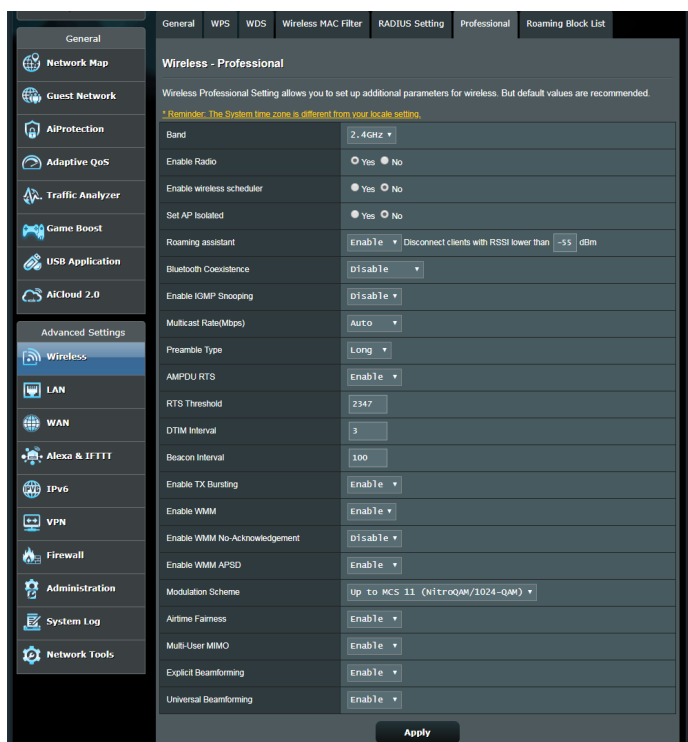 General WPS WDS Wireless MAC Filter RADIUS Setting Professional Roaming Block List
General
Network Map
Guest Network
AiProtection
Adaptive QoS
Traffic Analyzer
Game Boost
USB Application
AiCloud 2.0
Advanced Settings
Wireless
LAN
WAN
Alexa & IFTTT
IPv6
VPN
Firewall
Administration
System Log
Network Tools
Wireless - Professional
Wireless Professional Setting allows you to set up additional parameters for wireless. But default values are recommended.
* Reminder: The System time zone is different from your locale setting.
Band 2.4GHz
Enable Radio Yes No
Enable wireless scheduler Yes No
Set AP Isolated Yes No
Roaming assistant Enable Disconnect clients with RSSI lower than -55 dBm
Bluetooth Coexistence Disable
Enable IGMP Snooping Disable
Multicast Rate(Mbps) Auto
Preamble Type Long
AMPDU RTS Enable
RTS Threshold 2347
DTIM Interval 3
Beacon Interval 100
Enable TX Bursting Enable
Enable WMM Enable
Enable WMM No-Acknowledgement Disable
Enable WMM APSD Enable
Modulation Scheme Up to MCS 11 (NitroQAM/1024-QAM)
Airtime Fairness Enable
Multi-User MIMO Enable
Explicit Beamforming Enable
Universal Beamforming Enable
Apply